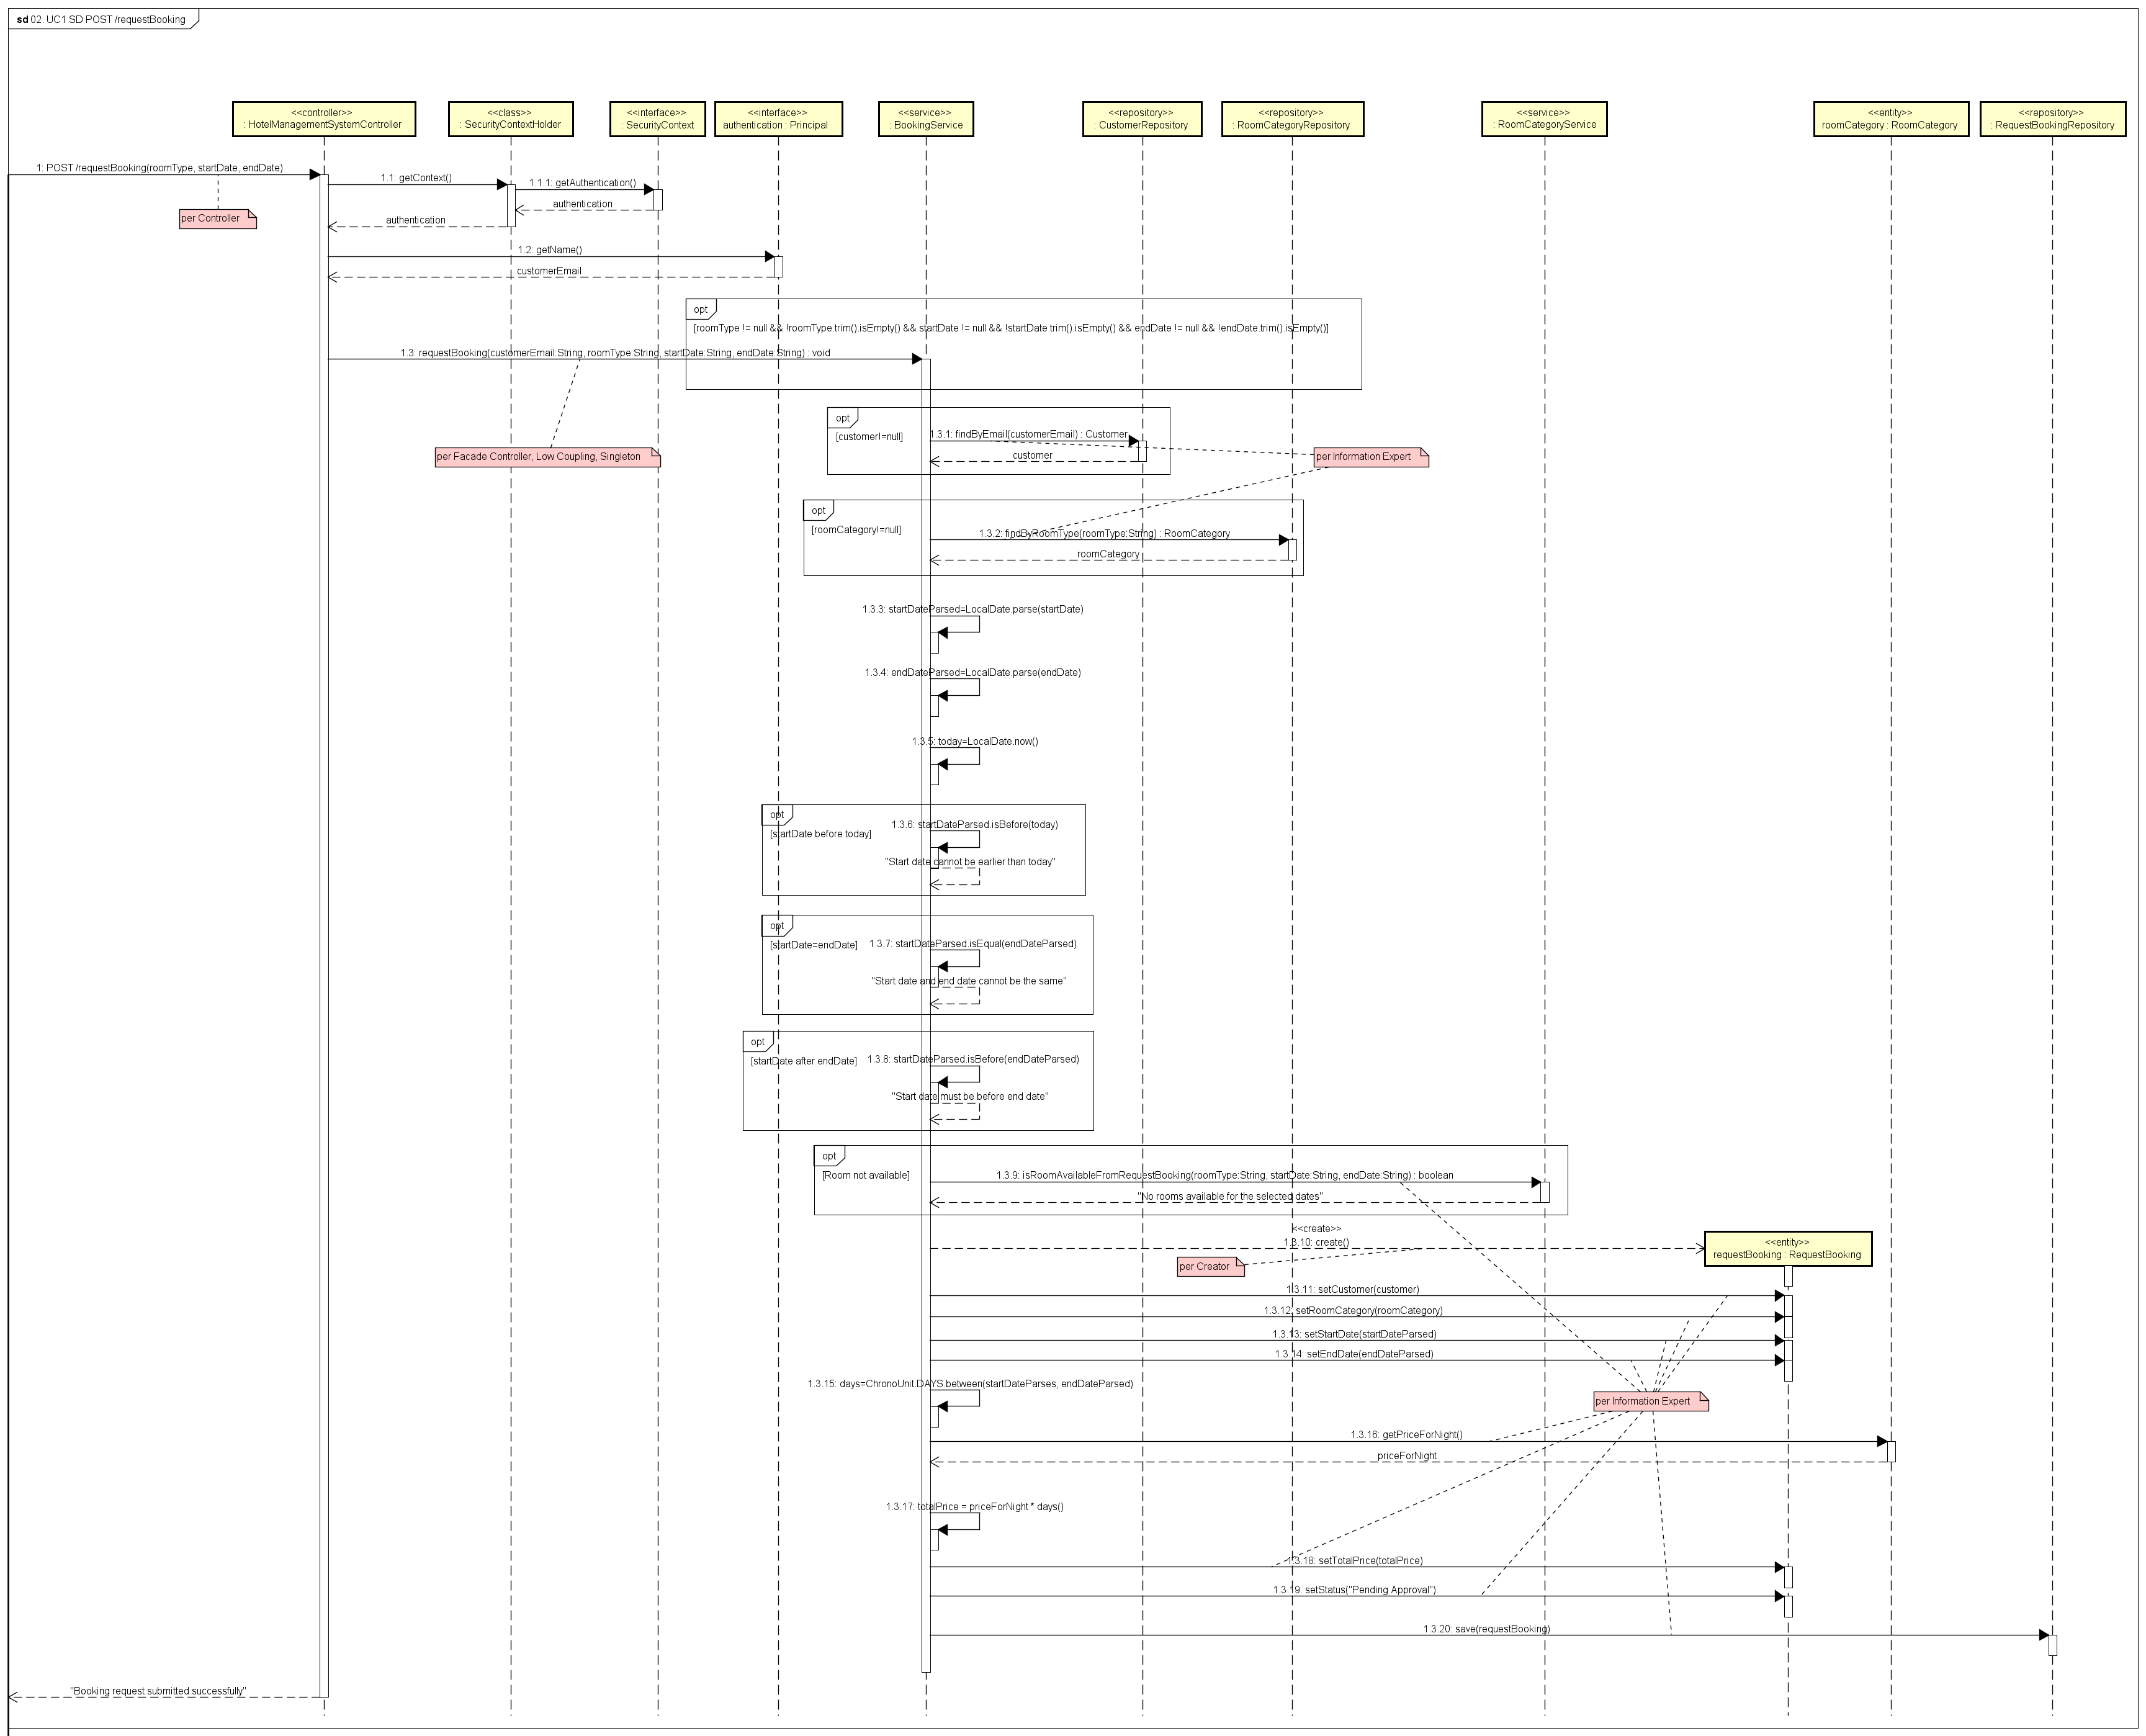 sd 02. UC1 SD POST /requestBooking
<<controller>>
: HotelManagementSystemController
<<class>>
: SecurityContextHolder
<<interface>>
: SecurityContext
<<interface>>
authentication : Principal
<<service>>
: BookingService
<<repository>>
: CustomerRepository
<<repository>>
: RoomCategoryRepository
<<service>>
: RoomCategoryService
<<entity>>
roomCategory : RoomCategory
<<repository>>
: RequestBookingRepository
1: POST /requestBooking(roomType, startDate, endDate)
1.1: getContext()
1.1.1: getAuthentication()
authentication
per Controller
authentication
1.2: getName()
customerEmail
opt
[roomType != null && !roomType.trim().isEmpty() && startDate != null && !startDate.trim().isEmpty() && endDate != null && !endDate.trim().isEmpty()]
1.3: requestBooking(customerEmail:String, roomType:String, startDate:String, endDate:String) : void
opt
[customer!=null]
1.3.1: findByEmail(customerEmail) : Customer
customer
per Facade Controller, Low Coupling, Singleton
per Information Expert
opt
[roomCategory!=null]
1.3.2: findByRoomType(roomType:String) : RoomCategory
roomCategory
1.3.3: startDateParsed=LocalDate.parse(startDate)
1.3.4: endDateParsed=LocalDate.parse(endDate)
1.3.5: today=LocalDate.now()
opt
[startDate before today]
1.3.6: startDateParsed.isBefore(today)
"Start date cannot be earlier than today"
opt
[startDate=endDate]
1.3.7: startDateParsed.isEqual(endDateParsed)
"Start date and end date cannot be the same"
opt
[startDate after endDate]
1.3.8: startDateParsed.isBefore(endDateParsed)
"Start date must be before end date"
opt
[Room not available]
1.3.9: isRoomAvailableFromRequestBooking(roomType:String, startDate:String, endDate:String) : boolean
"No rooms available for the selected dates"
<<create>>
1.3.10: create()
<<entity>>
requestBooking : RequestBooking
per Creator
1.3.11: setCustomer(customer)
1.3.12: setRoomCategory(roomCategory)
1.3.13: setStartDate(startDateParsed)
1.3.14: setEndDate(endDateParsed)
1.3.15: days=ChronoUnit.DAYS.between(startDateParses, endDateParsed)
per Information Expert
1.3.16: getPriceForNight()
priceForNight
1.3.17: totalPrice = priceForNight * days()
1.3.18: setTotalPrice(totalPrice)
1.3.19: setStatus("Pending Approval")
1.3.20: save(requestBooking)
"Booking request submitted successfully"